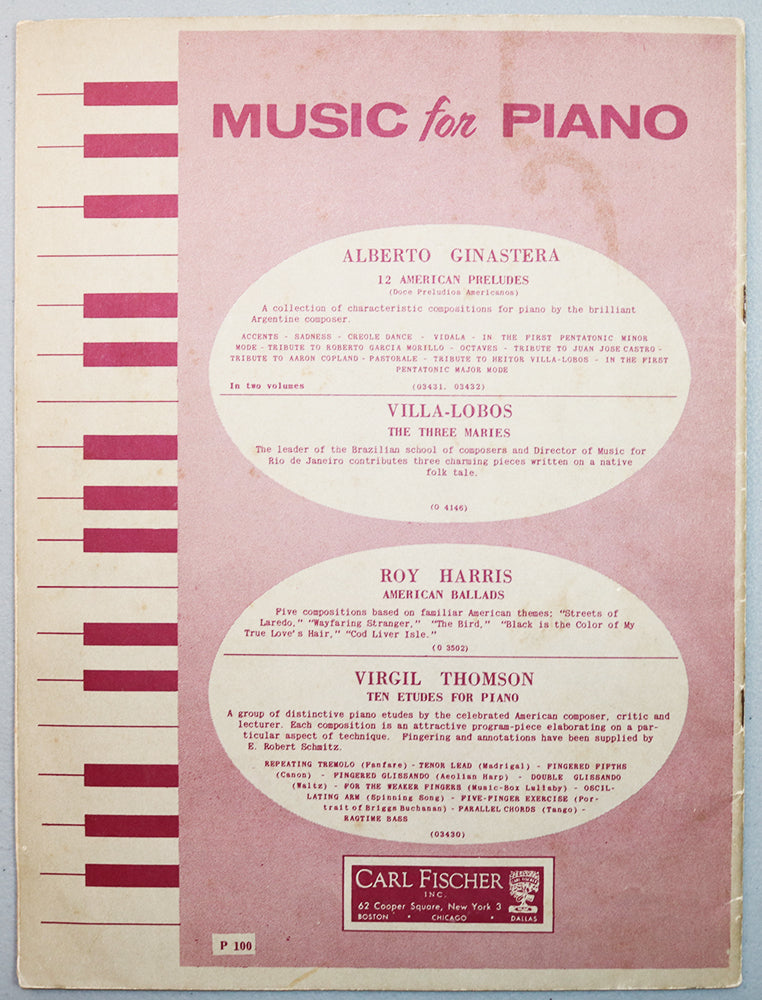 MUSIC for PIANO
ALBERTO GINASTERA
12 AMERICAN PRELUDES
(Doce Preludios Americanos)
A collection of characteristic compositions for piano by the brilliant
Argentine composer.
ACCENTS - SADNESS - CREOLE DANCE - VIDALA - IN THE FIRST PENTATONIC MINOR
MODE - TRIBUTE TO ROBERTO GARCIA MORILLO - OCTAVES - TRIBUTE TO JUAN JOSE CASTRO -
TRIBUTE TO AARON COPLAND - PASTORALE - TRIBUTE TO HEITOR VILLA-LOBOS - IN THE FIRST
PENTATONIC MAJOR MODE
In two volumes (03431, 03432)
VILLA-LOBOS
THE THREE MARIES
The leader of the Brazilian school of composers and Director of Music for
Rio de Janeiro contributes three charming pieces written on a native
folk tale.
(O 4146)
ROY HARRIS
AMERICAN BALLADS
Five compositions based on familiar American themes; "Streets of
Laredo," "Wayfaring Stranger," "The Bird," "Black is the Color of My
True Love's Hair," "Cod Liver Isle."
(O 3502)
VIRGIL THOMSON
TEN ETUDES FOR PIANO
A group of distinctive piano etudes by the celebrated American composer, critic and
lecturer. Each composition is an attractive program-piece elaborating on a par-
ticular aspect of technique. Fingering and annotations have been supplied by
E. Robert Schmitz.
REPEATING TREMOLO (Fanfare) - TENOR LEAD (Madrigal) - FINGERED FIFTHS
(Canon) - FINGERED GLISSANDO (Aeolian Harp) - DOUBLE GLISSANDO
(Waltz) - FOR THE WEAKER FINGERS (Music-Box Lullaby) - OSCIL-
LATING ARM (Spinning Song) - FIVE-FINGER EXERCISE (Por-
trait of Briggs Buchanan) - PARALLEL CHORDS (Tango) -
RAGTIME BASS
(03430)
CARL FISCHER
INC.
62 Cooper Square, New York 3
BOSTON • CHICAGO • DALLAS
P 100